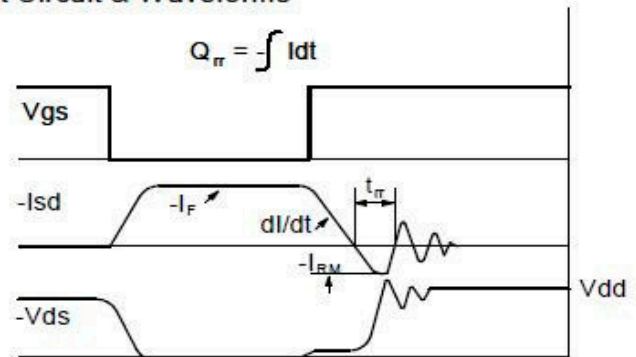 Q_rr = -∫ Idt
Vgs
-Isd
-I_F
dI/dt
t_rr
-I_RM
Vdd
-Vds